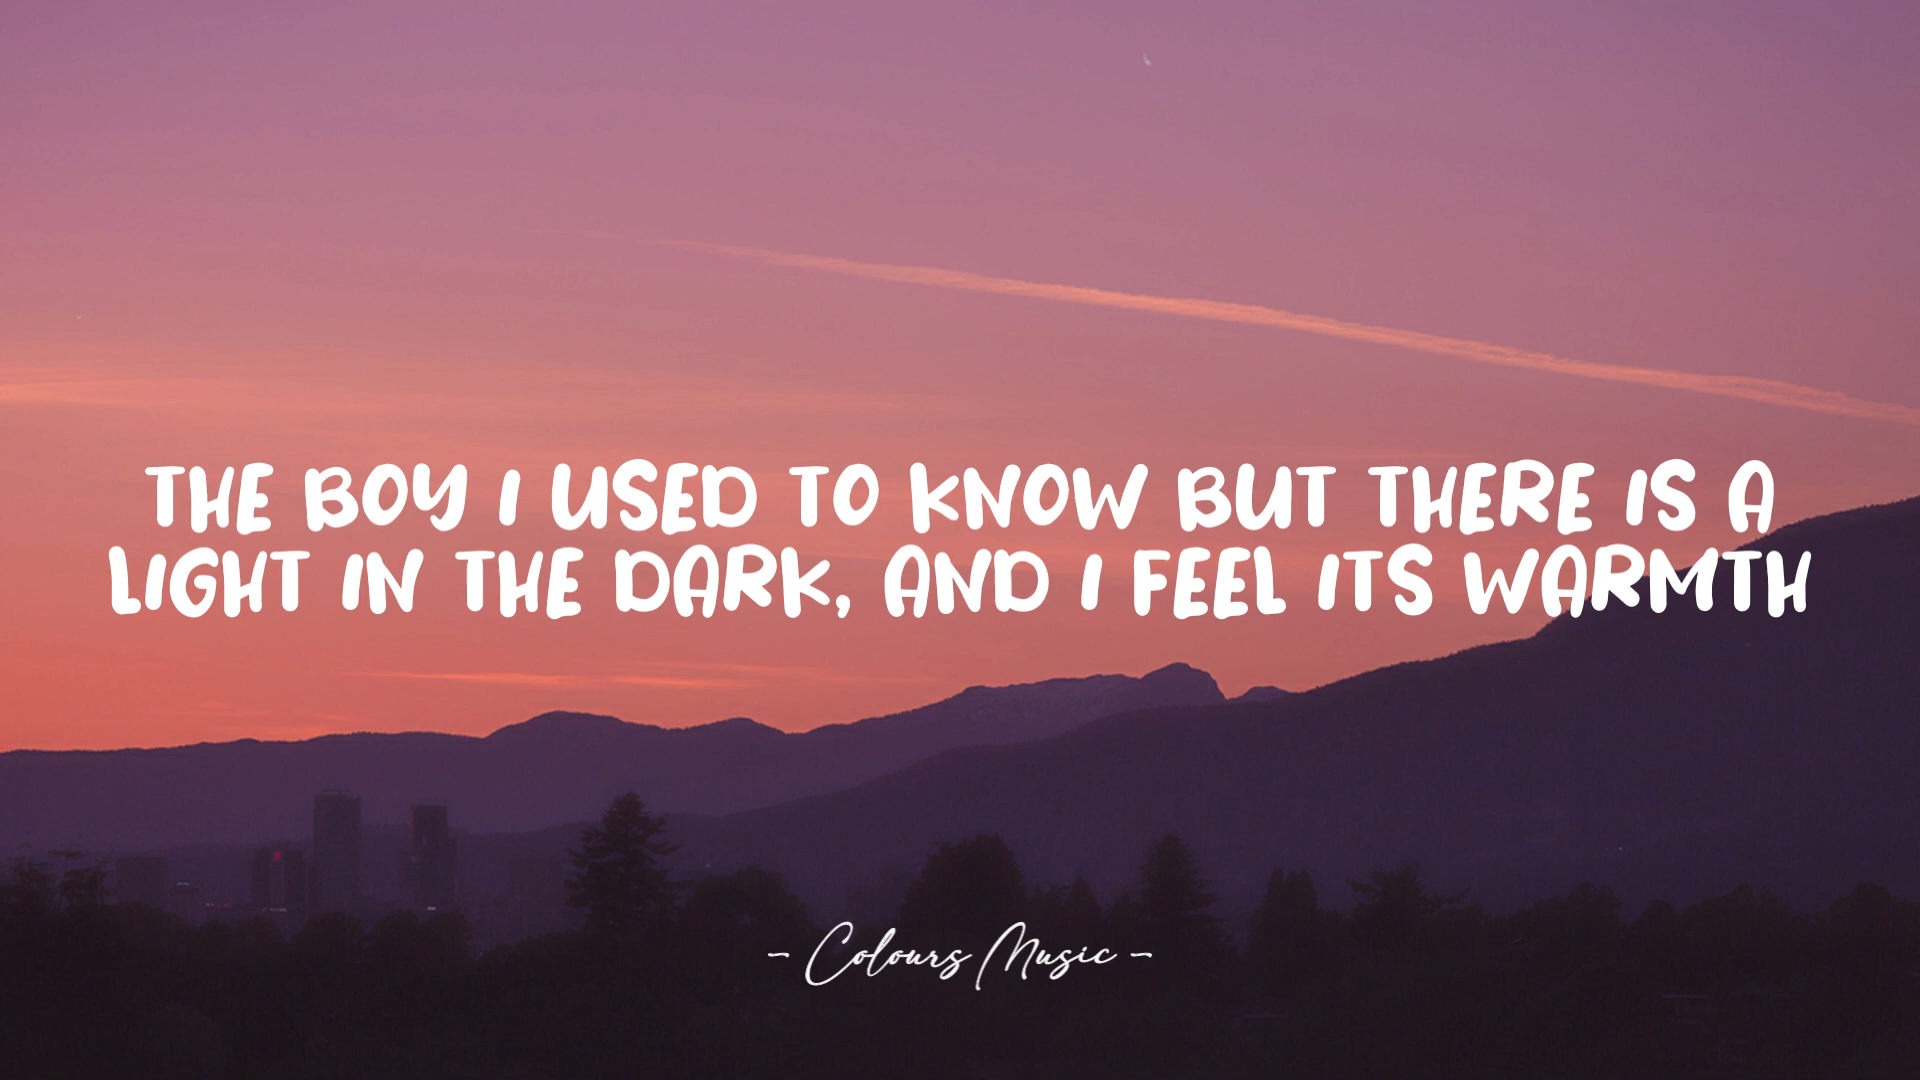 THE BOY I USED TO KNOW BUT THERE IS A
LIGHT IN THE DARK, AND I FEEL ITS WARMTH
- Colours Music -